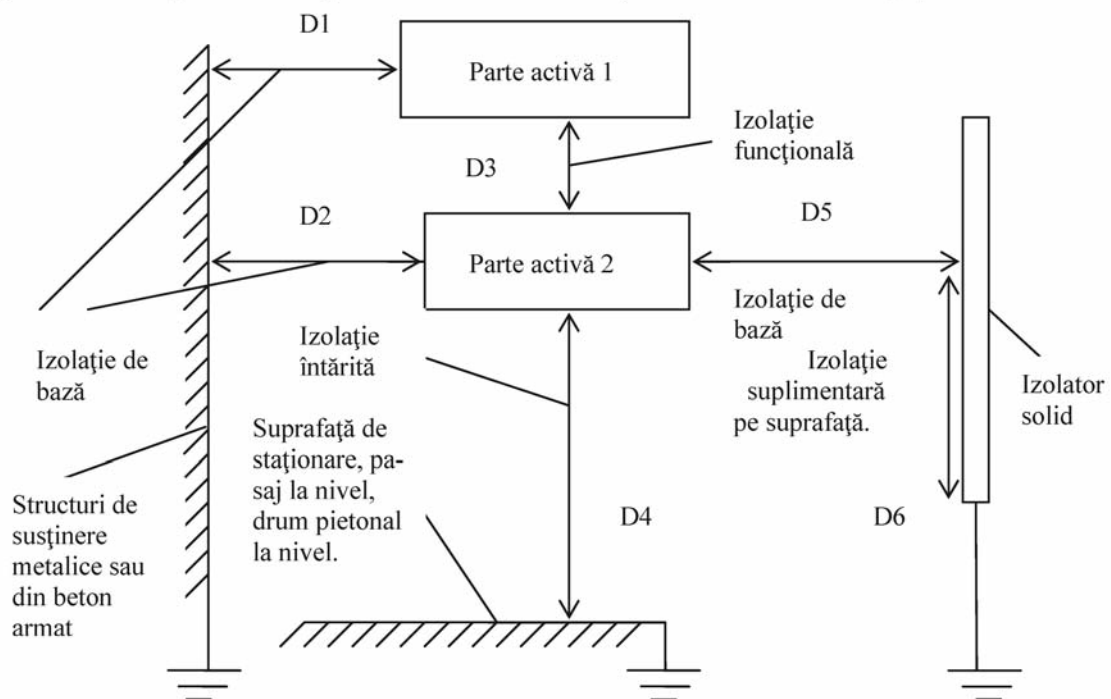 D1
Parte activă 1
Izolaţie
funcţională
D3
D2
D5
Parte activă 2
Izolaţie de
bază
Izolaţie
întărită
Izolaţie de
bază
Izolaţie
suplimentară
pe suprafaţă.
Izolator
solid
Suprafaţă de
staţionare, pa-
saj la nivel,
drum pietonal
la nivel.
Structuri de
susţinere
metalice sau
din beton
armat
D4
D6